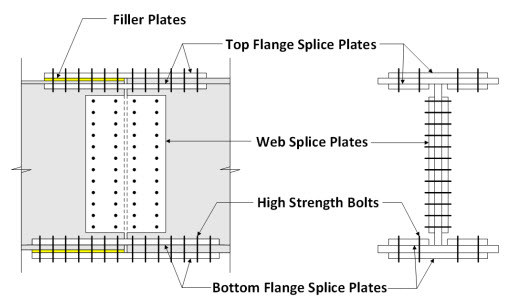 Filler Plates
Top Flange Splice Plates
Web Splice Plates
High Strength Bolts
Bottom Flange Splice Plates